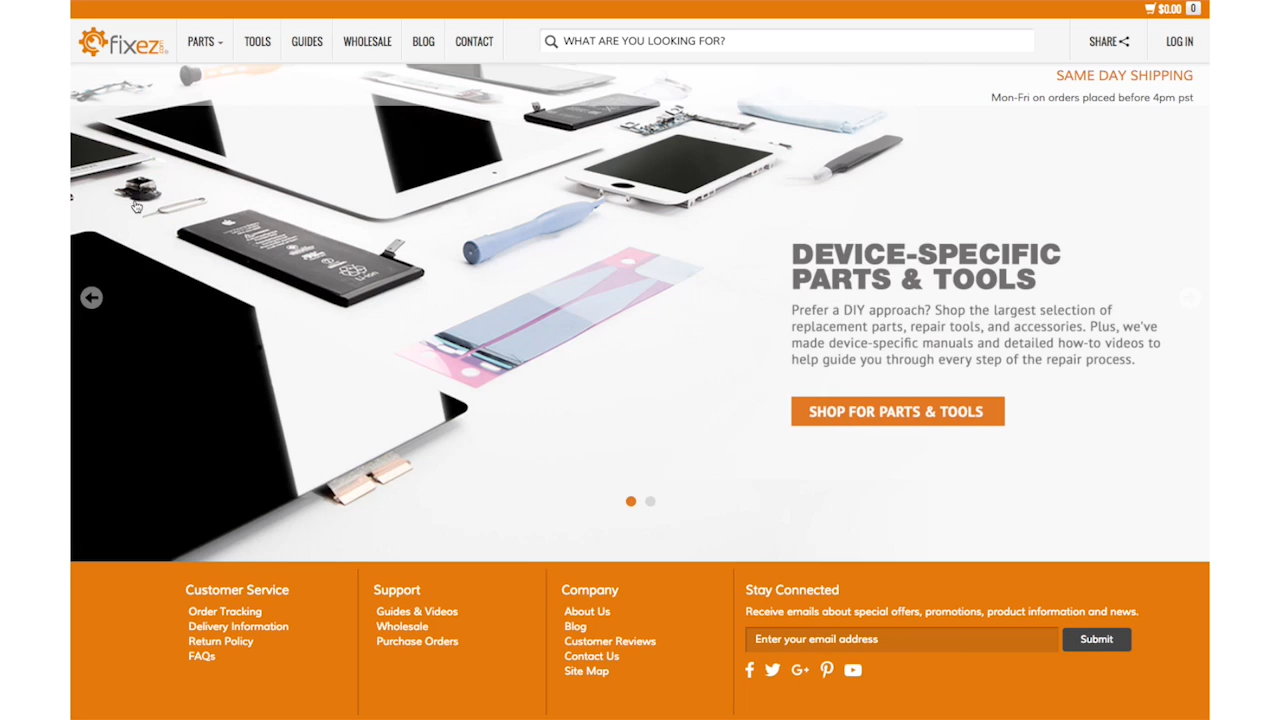 $0.00 0
fixez.com
PARTS
TOOLS
GUIDES
WHOLESALE
BLOG
CONTACT
WHAT ARE YOU LOOKING FOR?
SHARE
LOG IN
SAME DAY SHIPPING
Mon-Fri on orders placed before 4pm pst
DEVICE-SPECIFIC
PARTS & TOOLS
Prefer a DIY approach? Shop the largest selection of
replacement parts, repair tools, and accessories. Plus, we've
made device-specific manuals and detailed how-to videos to
help guide you through every step of the repair process.
SHOP FOR PARTS & TOOLS
Li-ion
Customer Service
Order Tracking
Delivery Information
Return Policy
FAQs
Support
Guides & Videos
Wholesale
Purchase Orders
Company
About Us
Blog
Customer Reviews
Contact Us
Site Map
Stay Connected
Receive emails about special offers, promotions, product information and news.
Enter your email address
Submit